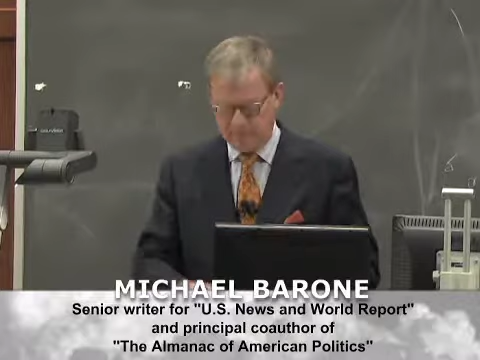 MICHAEL BARONE
Senior writer for "U.S. News and World Report"
and principal coauthor of
"The Almanac of American Politics"